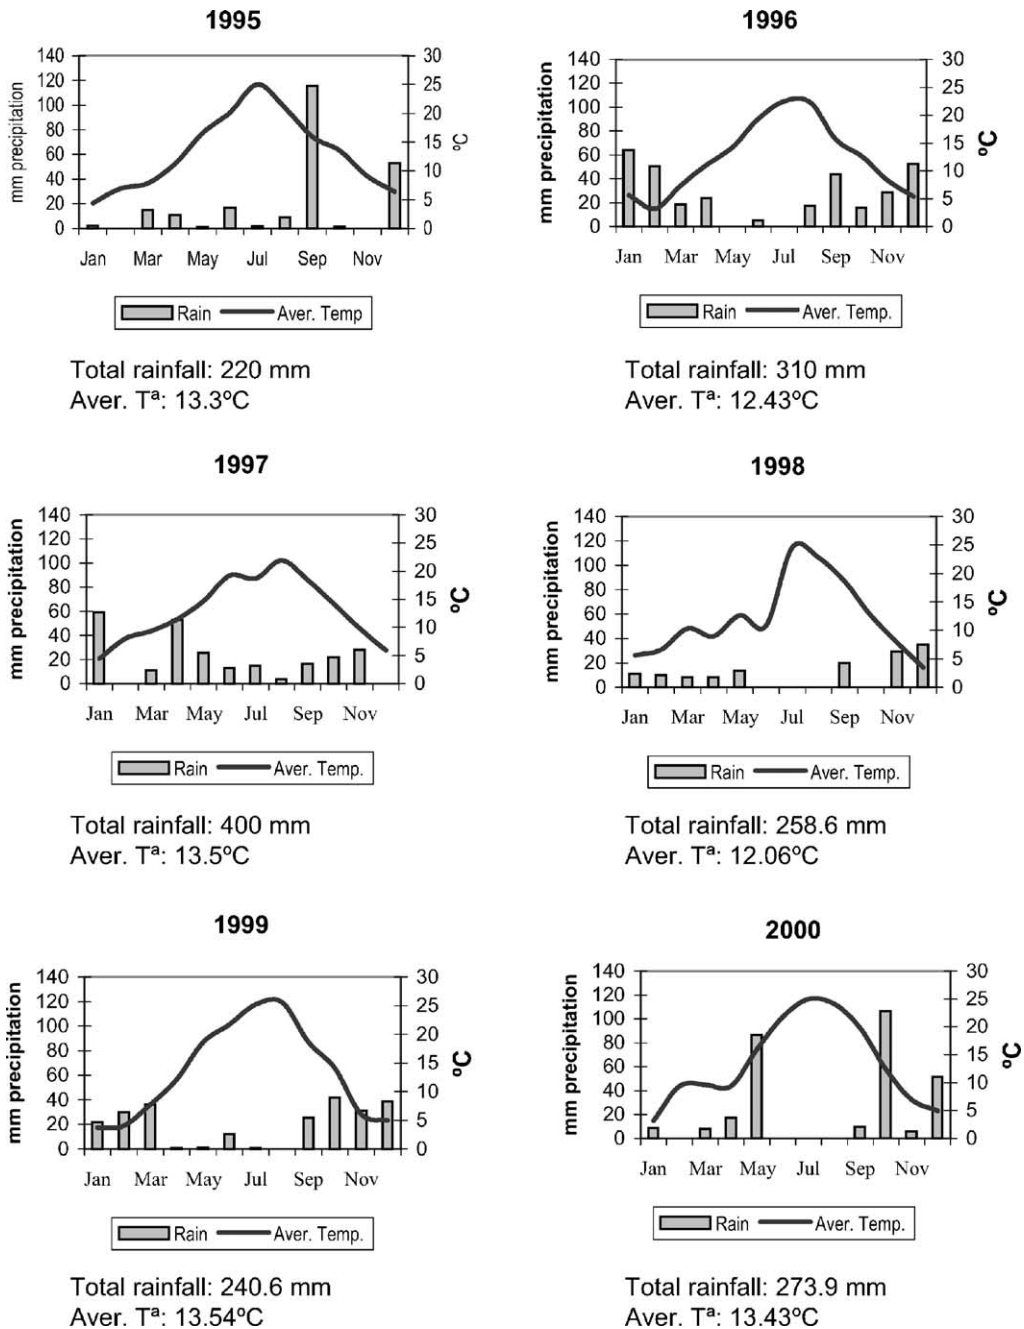 1995
140
120
100
80
60
40
20
0
mm precipitation
30
25
20
15
10
5
0
ºC
Jan Mar May Jul Sep Nov
Rain Aver. Temp
Total rainfall: 220 mm
Aver. Tª: 13.3ºC
1996
140
120
100
80
60
40
20
0
mm precipitation
30
25
20
15
10
5
0
ºC
Jan Mar May Jul Sep Nov
Rain Aver. Temp.
Total rainfall: 310 mm
Aver. Tª: 12.43ºC
1997
140
120
100
80
60
40
20
0
mm precipitation
30
25
20
15
10
5
0
ºC
Jan Mar May Jul Sep Nov
Rain Aver. Temp.
Total rainfall: 400 mm
Aver. Tª: 13.5ºC
1998
140
120
100
80
60
40
20
0
mm precipitation
30
25
20
15
10
5
0
ºC
Jan Mar May Jul Sep Nov
Rain Aver. Temp.
Total rainfall: 258.6 mm
Aver. Tª: 12.06ºC
1999
140
120
100
80
60
40
20
0
mm precipitation
30
25
20
15
10
5
0
ºC
Jan Mar May Jul Sep Nov
Rain Aver. Temp.
Total rainfall: 240.6 mm
Aver. Tª: 13.54ºC
2000
140
120
100
80
60
40
20
0
mm precipitation
30
25
20
15
10
5
0
ºC
Jan Mar May Jul Sep Nov
Rain Aver. Temp.
Total rainfall: 273.9 mm
Aver. Tª: 13.43ºC